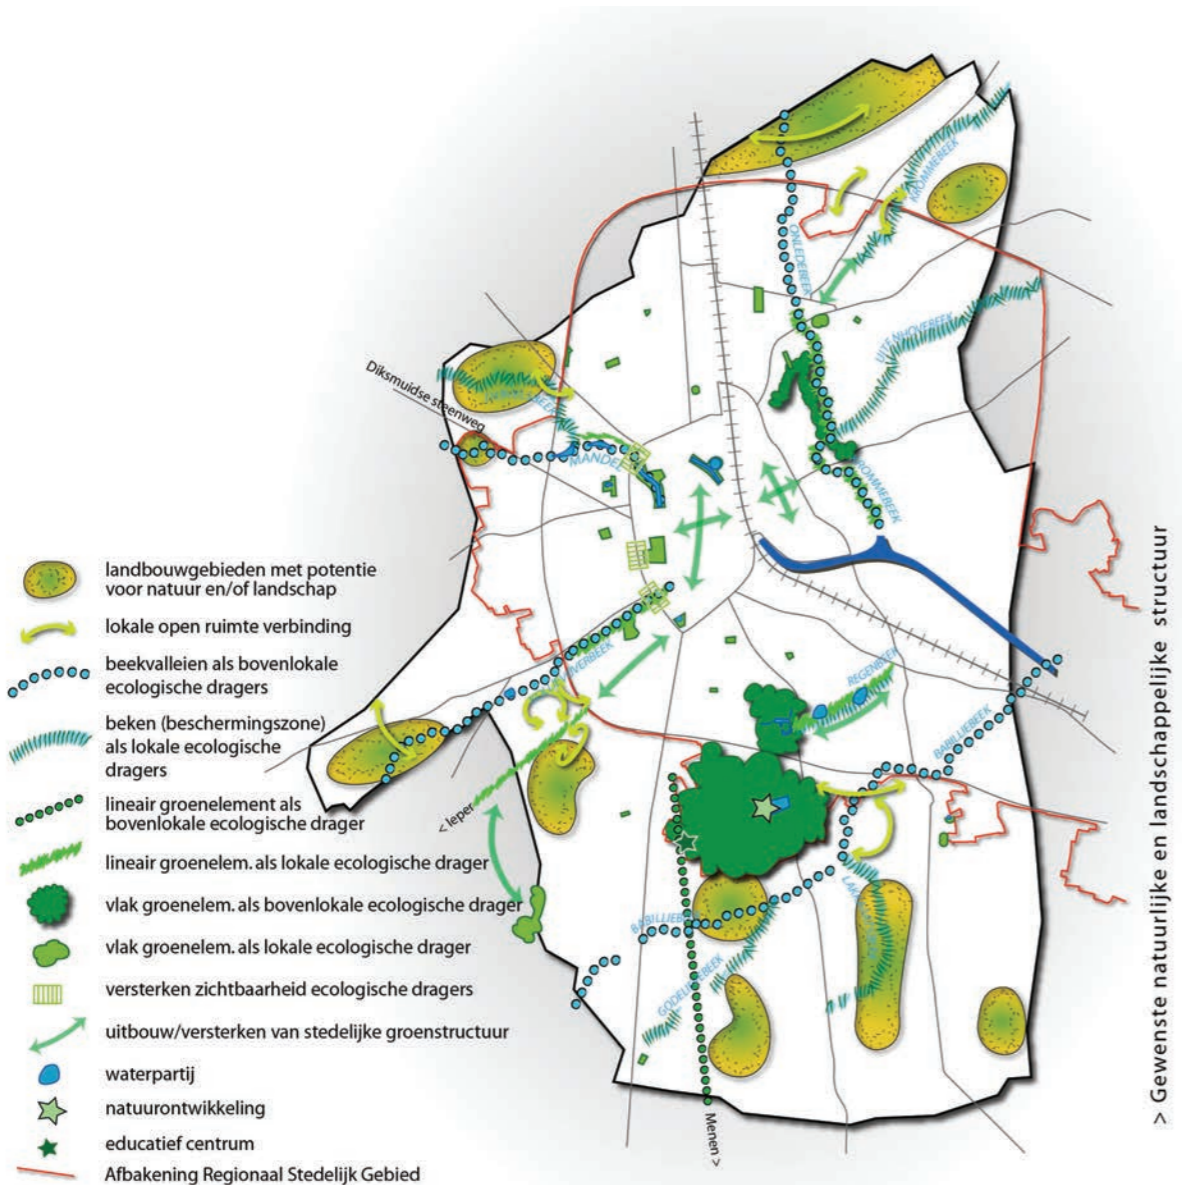 KROMMEBEEK
ONLEDEBEEK
UITENHOVEBEEK
Diksmuidse steenweg
MANDEL
KROMMEBEEK
REGENBEEK
BABILLIEBEEK
< Ieper
BABILLIEBEEK
Menen >
landbouwgebieden met potentie
voor natuur en/of landschap
lokale open ruimte verbinding
beekvalleien als bovenlokale
ecologische dragers
beken (beschermingszone)
als lokale ecologische
dragers
lineair groenelement als
bovenlokale ecologische drager
lineair groenelem. als lokale ecologische drager
vlak groenelem. als bovenlokale ecologische drager
vlak groenelem. als lokale ecologische drager
versterken zichtbaarheid ecologische dragers
uitbouw/versterken van stedelijke groenstructuur
waterpartij
natuurontwikkeling
educatief centrum
Afbakening Regionaal Stedelijk Gebied
> Gewenste natuurlijke en landschappelijke structuur